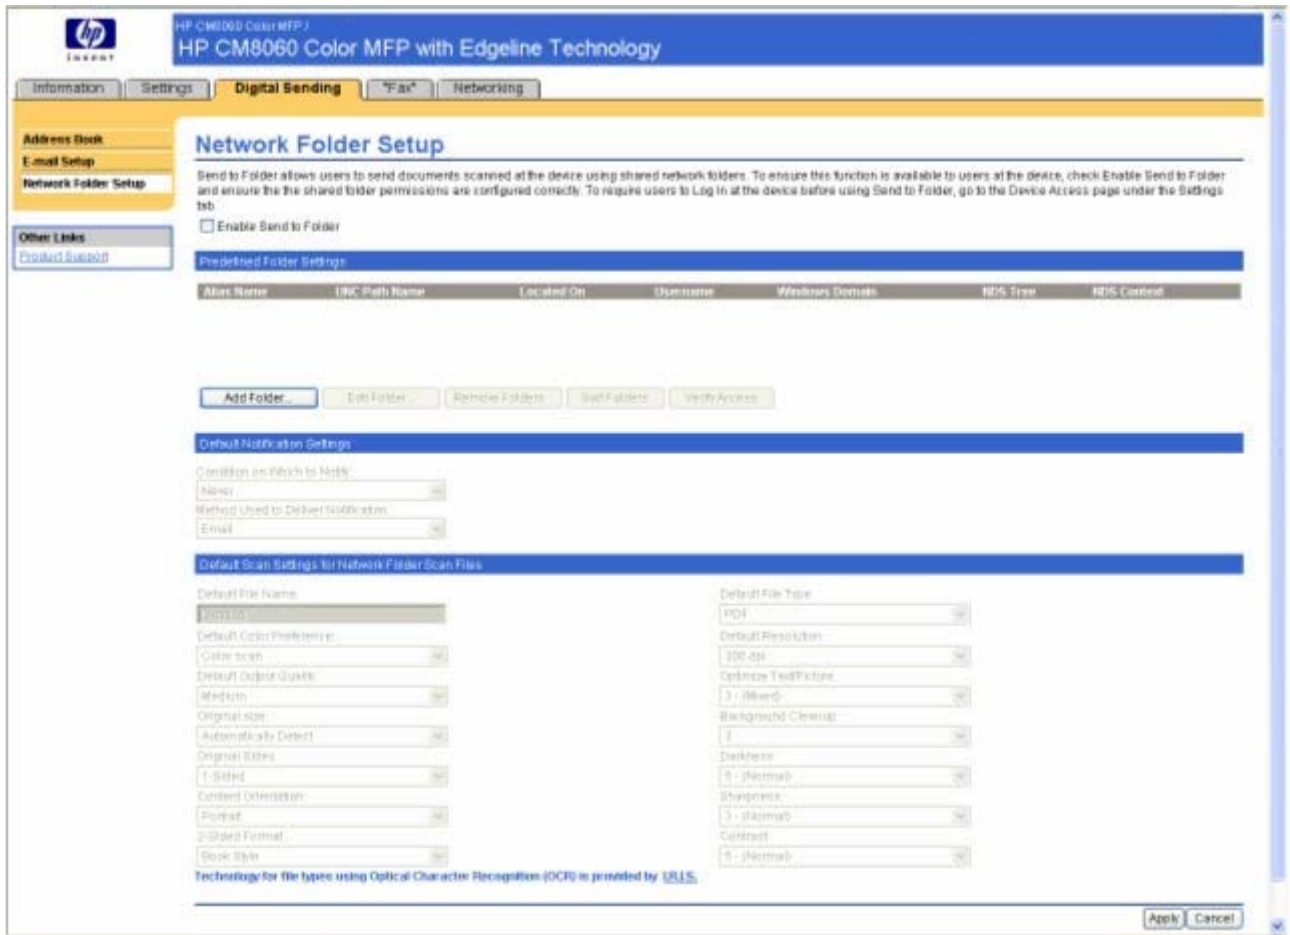 hp
invent
HP CM8060 Color MFP /
HP CM8060 Color MFP with Edgeline Technology
Information
Settings
Digital Sending
"Fax"
Networking
Address Book
E-mail Setup
Network Folder Setup
Other Links
Product Support
Network Folder Setup
Send to Folder allows users to send documents scanned at the device using shared network folders. To ensure this function is available to users at the device, check Enable Send to Folder
and ensure the the shared folder permissions are configured correctly. To require users to Log In at the device before using Send to Folder, go to the Device Access page under the Settings
tab.
Enable Send to Folder
Predefined Folder Settings
Alias Name UNC Path Name Located On Username Windows Domain NDS Tree NDS Context
Add Folder... Edit Folder... Remove Folders Sort Folders Verify Access
Default Notification Settings
Condition on Which to Notify:
Never
Method Used to Deliver Notification:
Email
Default Scan Settings for Network Folder Scan Files
Default File Name:
Default File Type:
PDF
Default Color Preference:
Color scan
Default Resolution:
300 dpi
Default Output Quality:
Medium
Optimize Text/Picture:
3 - (Mixed)
Original size:
Automatically Detect
Background Cleanup:
Original Sides:
1-Sided
Darkness:
5 - (Normal)
Content Orientation:
Portrait
Sharpness:
3 - (Normal)
2-Sided Format:
Book Style
Contrast:
5 - (Normal)
Technology for file types using Optical Character Recognition (OCR) is provided by I.R.I.S.
Apply Cancel